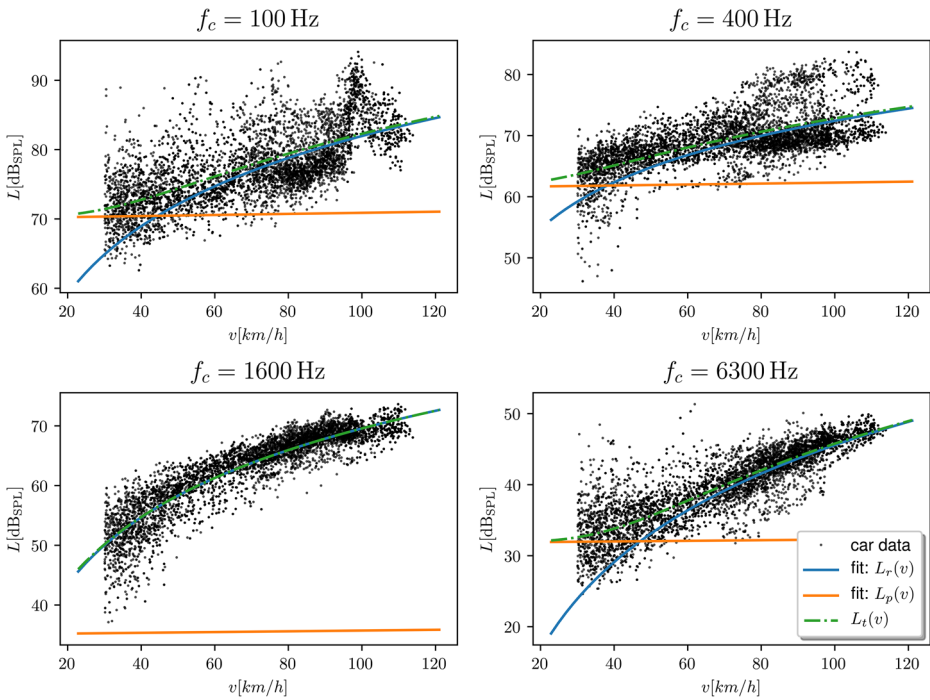 f_c = 100 Hz
L[dB_SPL]
90
80
70
60
20 40 60 80 100 120
v[km/h]
f_c = 400 Hz
L[dB_SPL]
80
70
60
50
20 40 60 80 100 120
v[km/h]
f_c = 1600 Hz
L[dB_SPL]
70
60
50
40
20 40 60 80 100 120
v[km/h]
f_c = 6300 Hz
L[dB_SPL]
50
40
30
20
20 40 60 80 100 120
v[km/h]
car data
fit: L_r(v)
fit: L_p(v)
L_t(v)